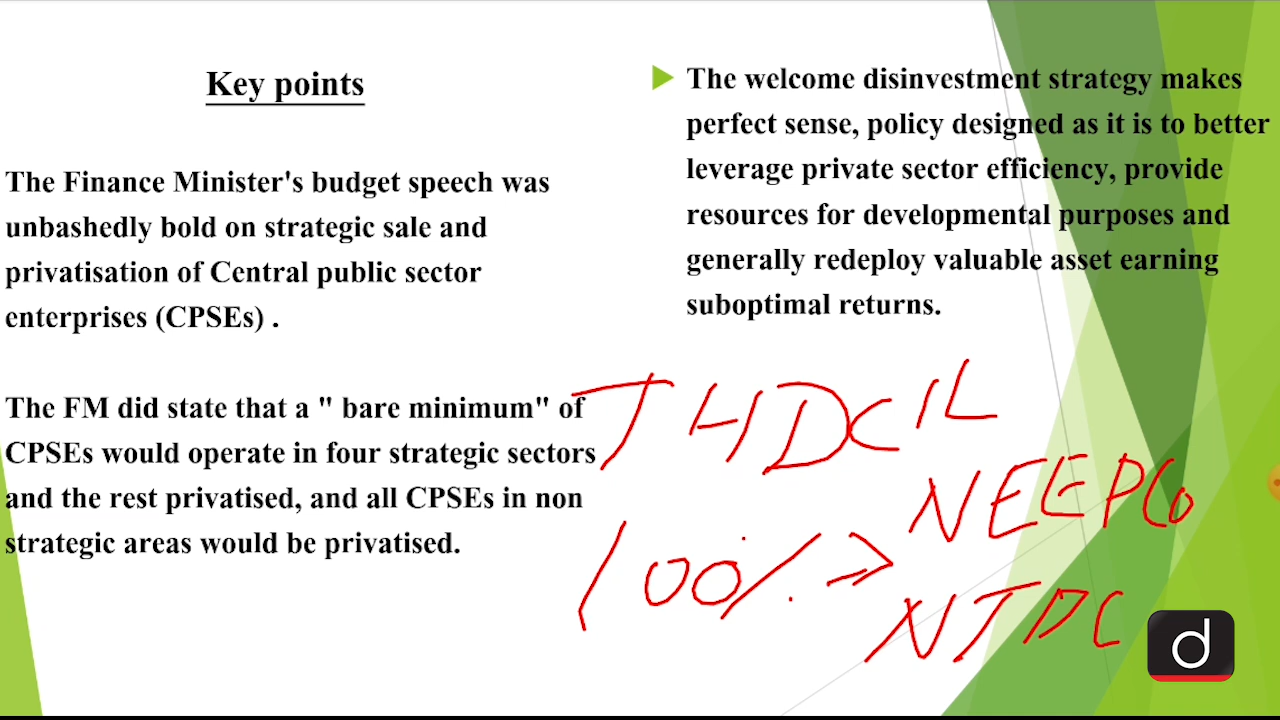 Key points
The Finance Minister's budget speech was
unbashedly bold on strategic sale and
privatisation of Central public sector
enterprises (CPSEs) .
The FM did state that a " bare minimum" of
CPSEs would operate in four strategic sectors
and the rest privatised, and all CPSEs in non
strategic areas would be privatised.
The welcome disinvestment strategy makes
perfect sense, policy designed as it is to better
leverage private sector efficiency, provide
resources for developmental purposes and
generally redeploy valuable asset earning
suboptimal returns.
THDCIL
NEEPCo
100% ⇒
NTDC
d